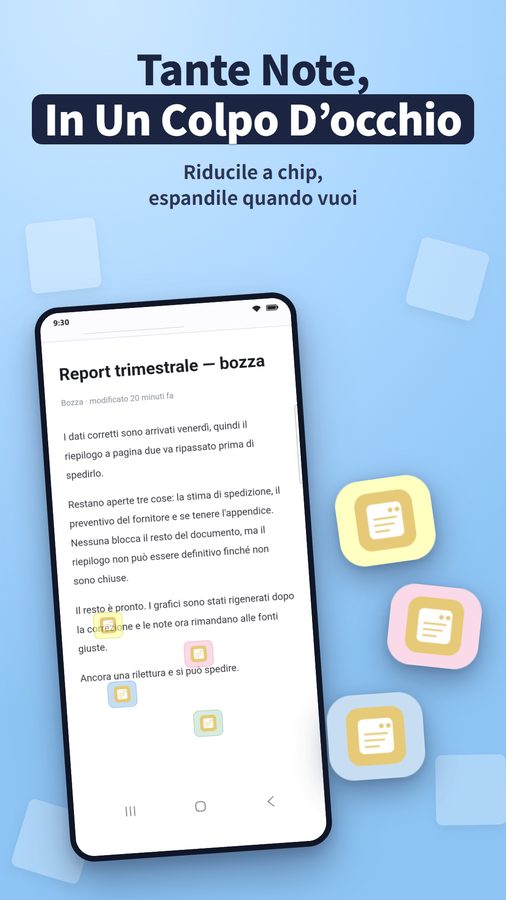 Tante Note,
In Un Colpo D’occhio
Riducile a chip,
espandile quando vuoi
9:30
Report trimestrale — bozza
Bozza · modificato 20 minuti fa
I dati corretti sono arrivati venerdì, quindi il
riepilogo a pagina due va ripassato prima di
spedirlo.
Restano aperte tre cose: la stima di spedizione, il
preventivo del fornitore e se tenere l'appendice.
Nessuna blocca il resto del documento, ma il
riepilogo non può essere definitivo finché non
sono chiuse.
Il resto è pronto. I grafici sono stati rigenerati dopo
la correzione e le note ora rimandano alle fonti
giuste.
Ancora una rilettura e si può spedire.